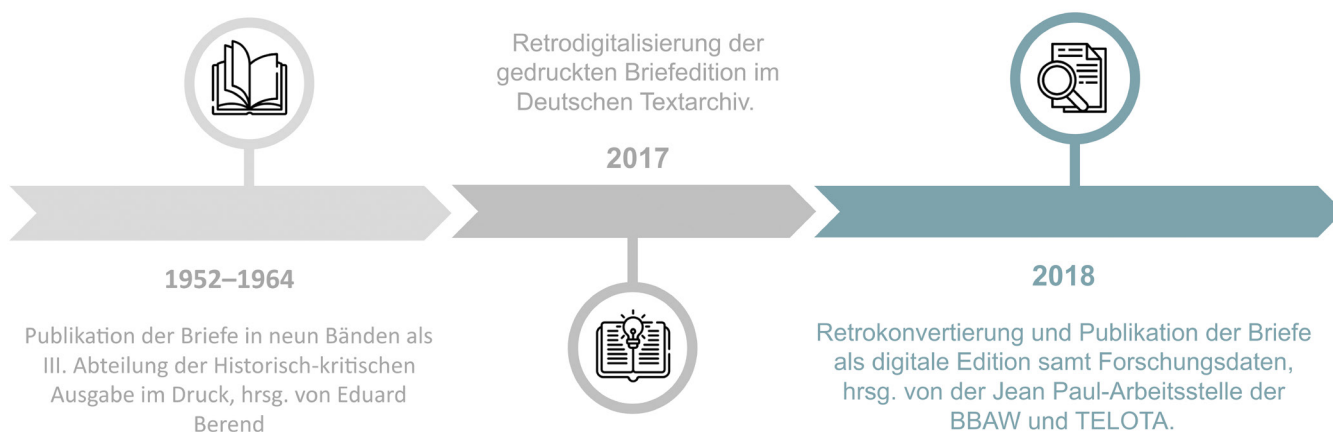 1952–1964
Publikation der Briefe in neun Bänden als
III. Abteilung der Historisch-kritischen
Ausgabe im Druck, hrsg. von Eduard
Berend
Retrodigitalisierung der
gedruckten Briefedition im
Deutschen Textarchiv.
2017
2018
Retrokonvertierung und Publikation der Briefe
als digitale Edition samt Forschungsdaten,
hrsg. von der Jean Paul-Arbeitsstelle der
BBAW und TELOTA.